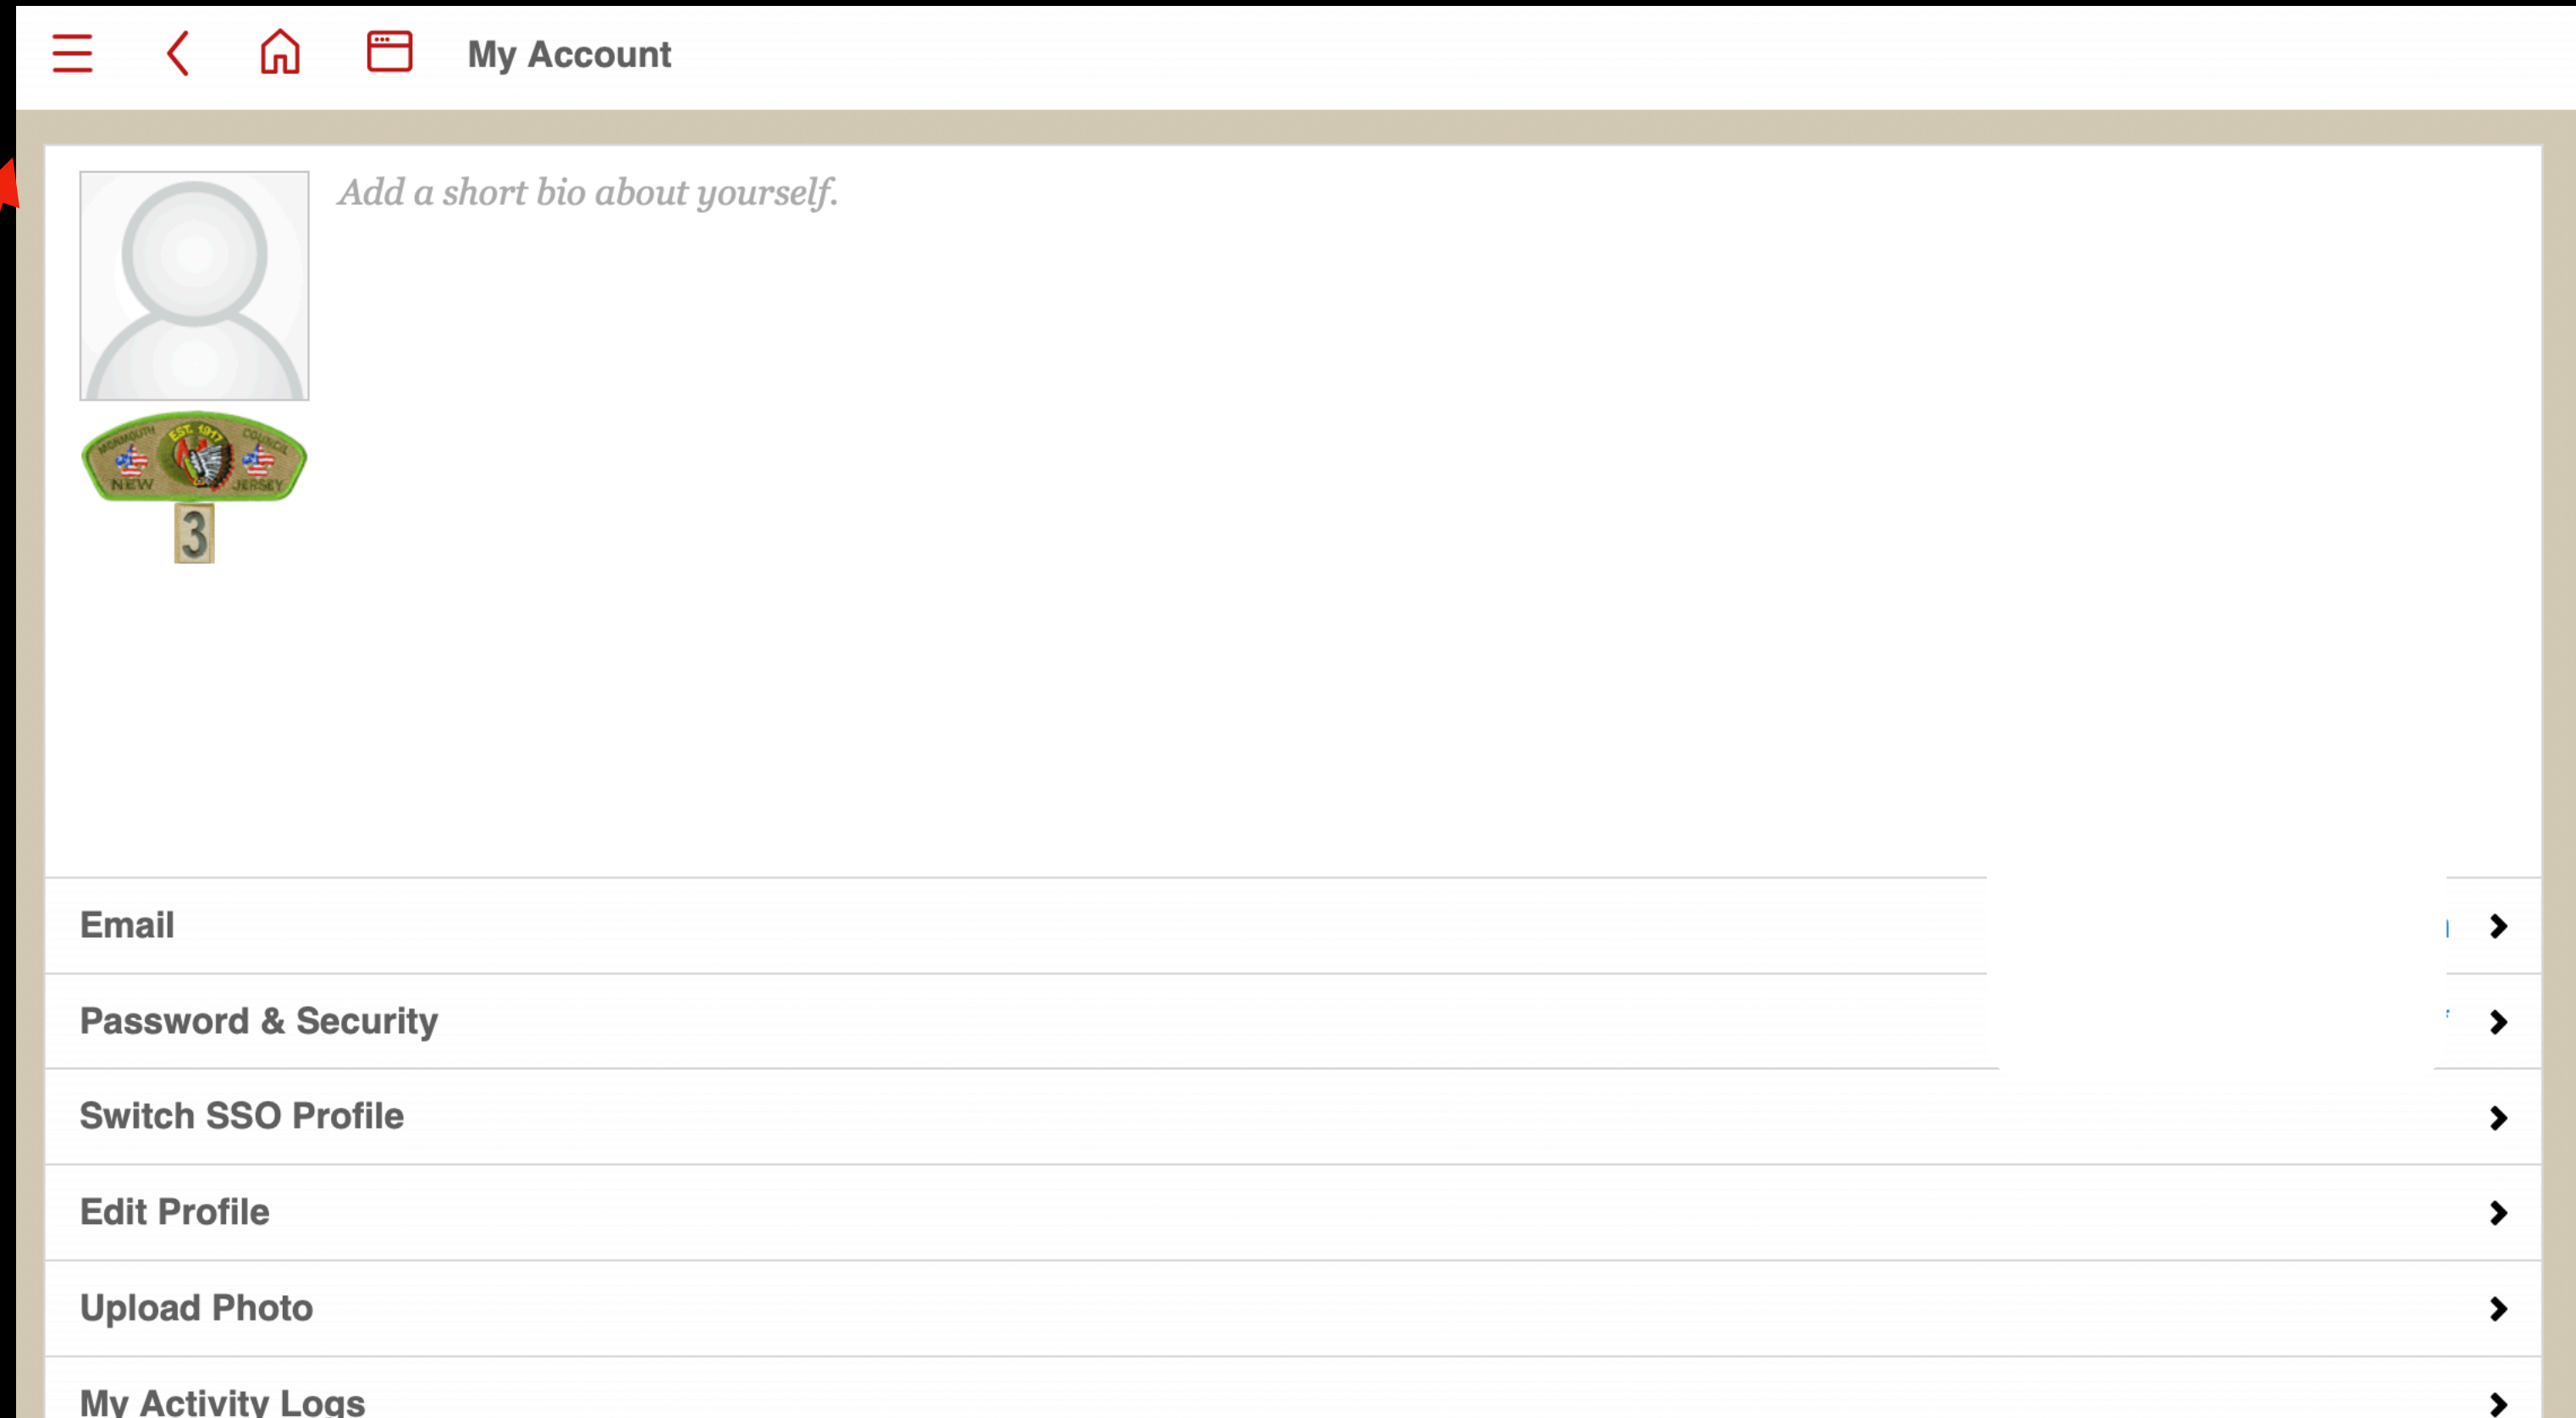 My Account
Add a short bio about yourself.
MONMOUTH EST. 1917 COUNCIL
NEW JERSEY
3
Email
Password & Security
Switch SSO Profile
Edit Profile
Upload Photo
My Activity Logs